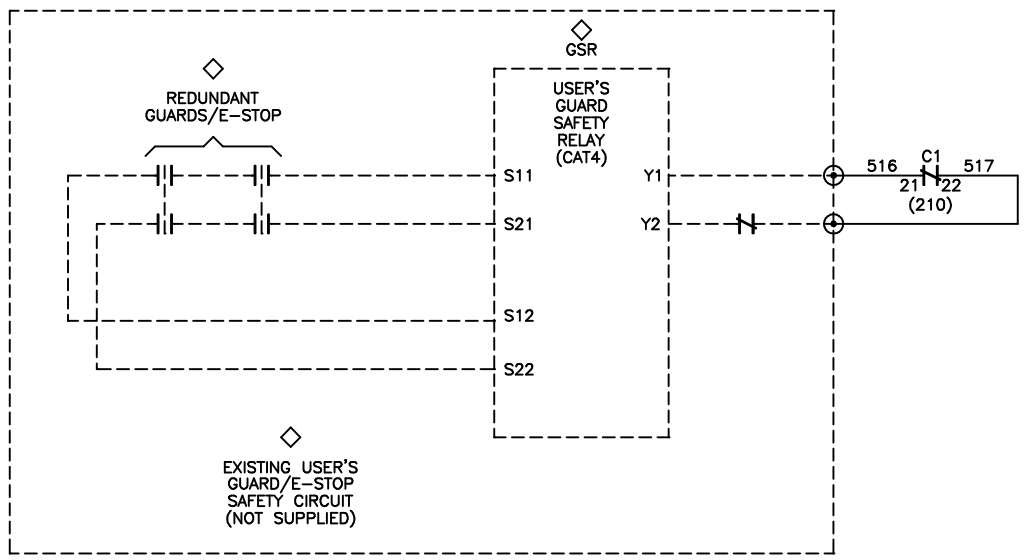 GSR
REDUNDANT
GUARDS/E-STOP
USER'S
GUARD
SAFETY
RELAY
(CAT4)
S11
Y1
516
C1
517
21
22
(210)
S21
Y2
S12
S22
EXISTING USER'S
GUARD/E-STOP
SAFETY CIRCUIT
(NOT SUPPLIED)